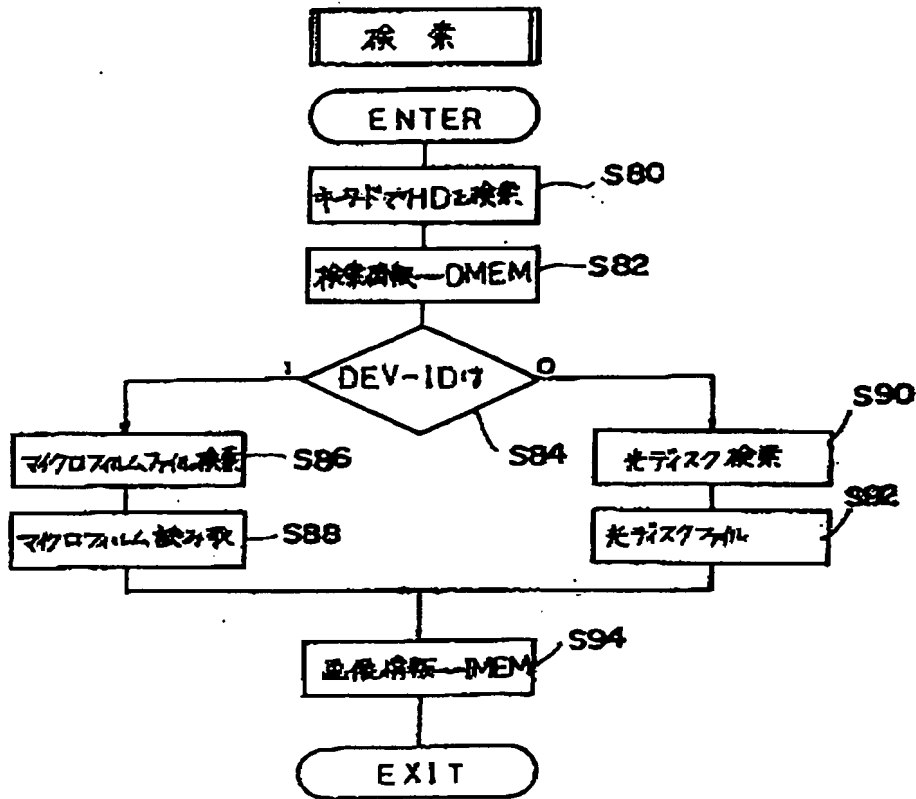 検 索
ENTER
キーワードでHDを検索
S80
検索情報→DMEM
S82
DEV-IDは
1
0
S84
マイクロフィルムファイル検索
S86
光ディスク検索
S90
マイクロフィルム読み取
S88
光ディスクファイル
S92
画像情報→IMEM
S94
EXIT